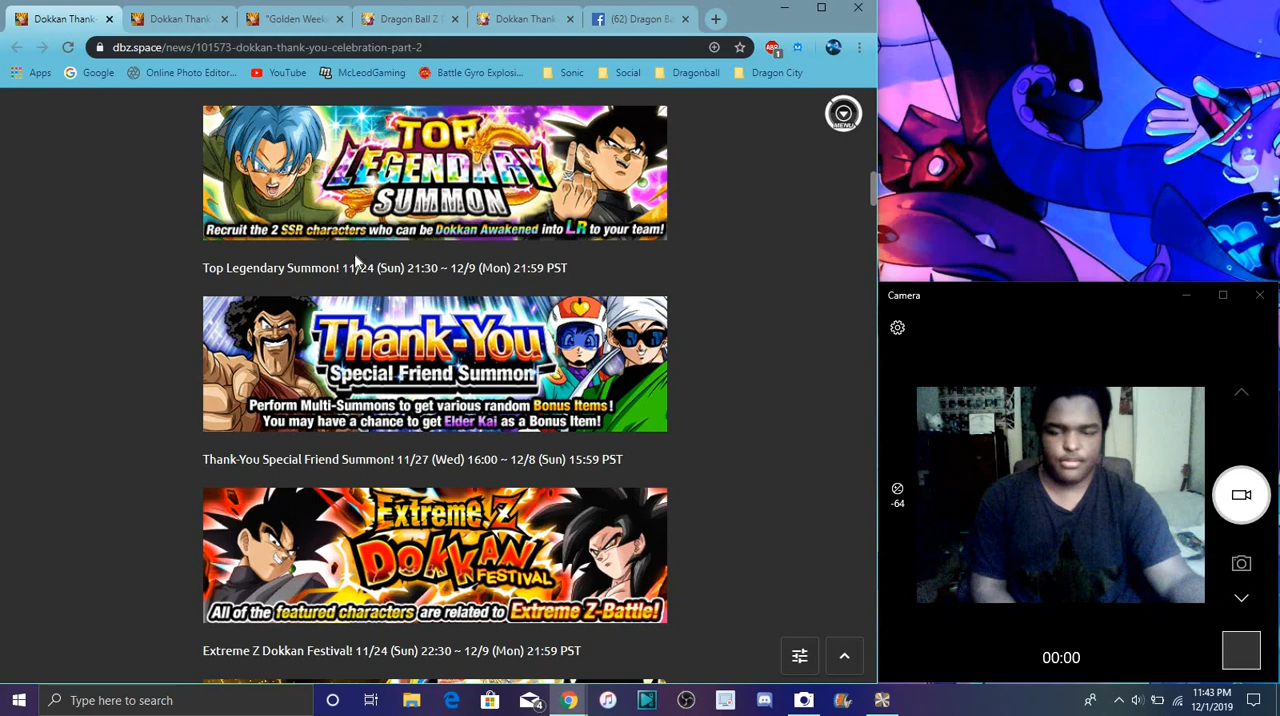 Dokkan Thank-
Dokkan Thank
"Golden Week
Dragon Ball Z
Dokkan Thank
(62) Dragon Ba
dbz.space/news/101573-dokkan-thank-you-celebration-part-2
ABP
1
Apps
Google
Online Photo Editor...
YouTube
McLeodGaming
Battle Gyro Explosi...
Sonic
Social
Dragonball
Dragon City
MENU
TOP
LEGENDARY
SUMMON
Recruit the 2 SSR characters who can be Dokkan Awakened into LR to your team!
Top Legendary Summon! 11/24 (Sun) 21:30 ~ 12/9 (Mon) 21:59 PST
Thank-You
Special Friend Summon
Perform Multi-Summons to get various random Bonus Items!
You may have a chance to get Elder Kai as a Bonus Item!
Thank-You Special Friend Summon! 11/27 (Wed) 16:00 ~ 12/8 (Sun) 15:59 PST
Extreme Z
DOKKAN
FESTIVAL
All of the featured characters are related to Extreme Z-Battle!
Extreme Z Dokkan Festival! 11/24 (Sun) 22:30 ~ 12/9 (Mon) 21:59 PST
Camera
-64
00:00
Type here to search
4
11:43 PM
12/1/2019